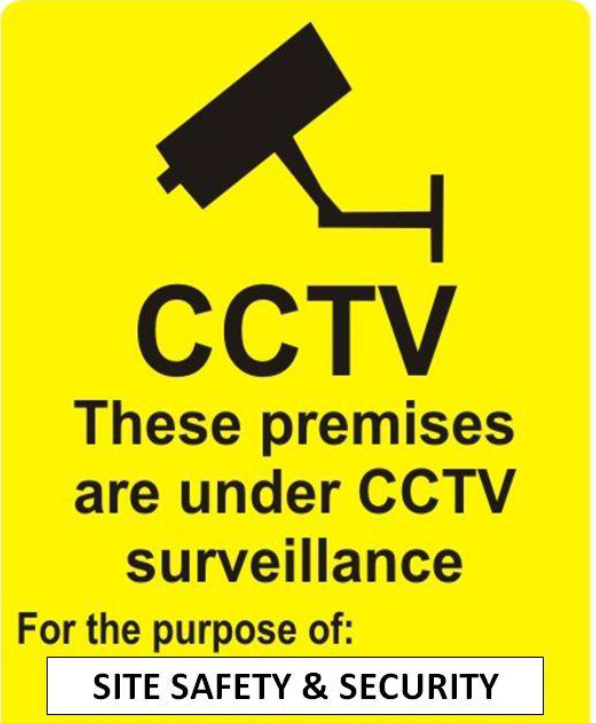 CCTV
These premises
are under CCTV
surveillance
For the purpose of:
SITE SAFETY & SECURITY